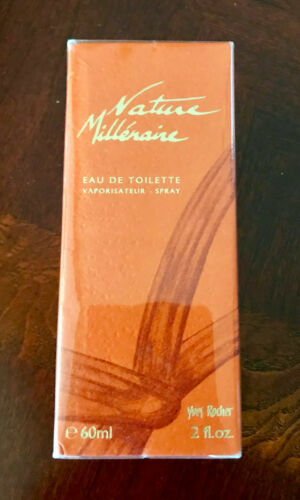 Nature
Millénaire
EAU DE TOILETTE
VAPORISATEUR - SPRAY
Yves Rocher
℮ 60ml 2 fl.oz.